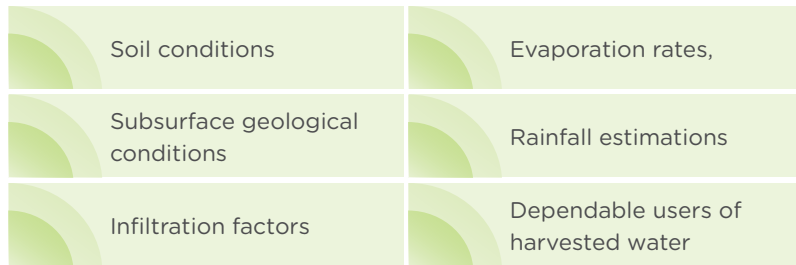 Soil conditions
Evaporation rates,
Subsurface geological
conditions
Rainfall estimations
Infiltration factors
Dependable users of
harvested water